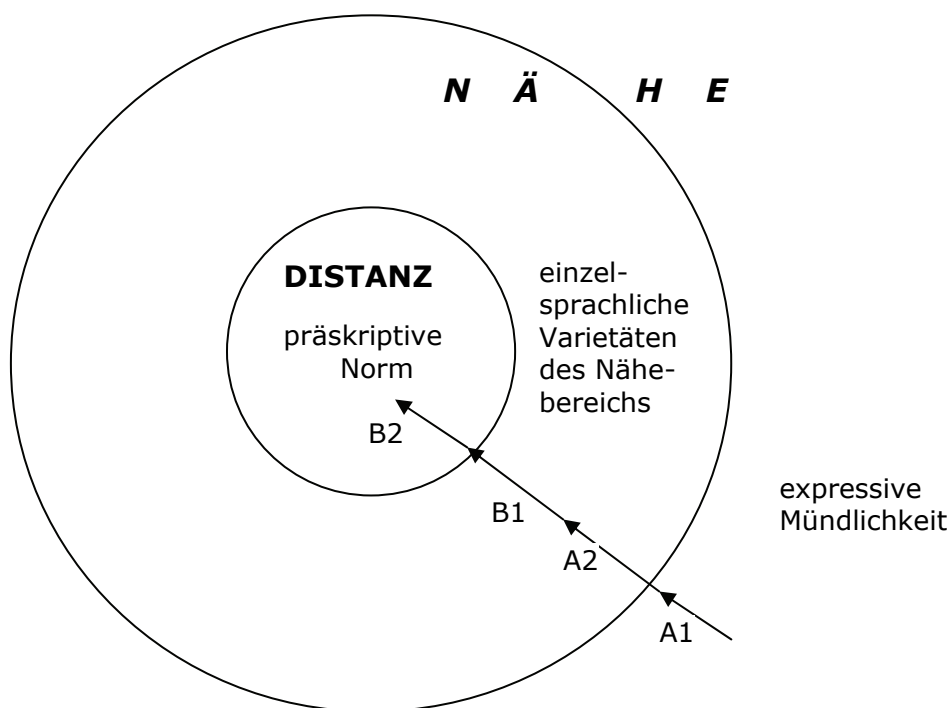 N Ä H E
DISTANZ
präskriptive
Norm
einzel-
sprachliche
Varietäten
des Nähe-
bereichs
B2
B1
A2
A1
expressive
Mündlichkeit